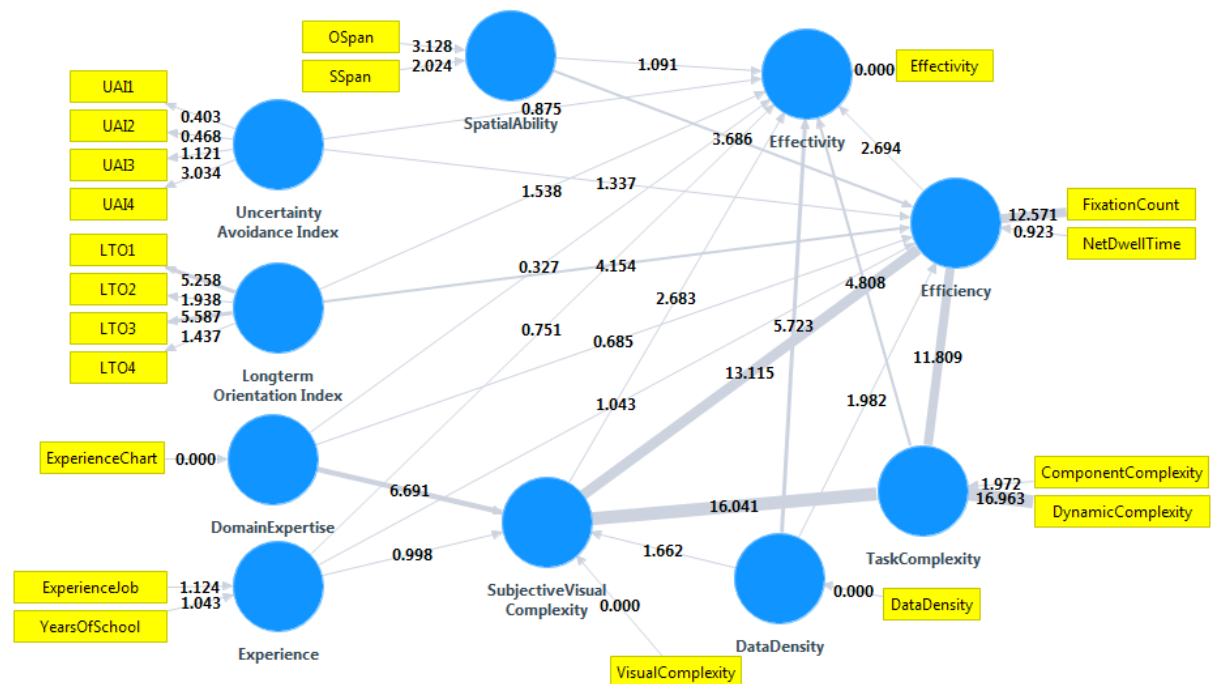 OSpan
SSpan
3.128
2.024
SpatialAbility
1.091
Effectivity
0.000
Effectivity
UAI1
UAI2
UAI3
UAI4
0.403
0.468
1.121
3.034
Uncertainty
Avoidance Index
0.875
3.686
2.694
1.538
1.337
FixationCount
NetDwellTime
12.571
0.923
Efficiency
LTO1
LTO2
LTO3
LTO4
5.258
1.938
5.587
1.437
Longterm
Orientation Index
0.327
4.154
2.683
4.808
5.723
0.751
0.685
11.809
13.115
1.043
1.982
ExperienceChart
0.000
DomainExpertise
6.691
ComponentComplexity
DynamicComplexity
1.972
16.963
TaskComplexity
16.041
0.998
1.662
ExperienceJob
YearsOfSchool
1.124
1.043
Experience
SubjectiveVisual
Complexity
0.000
VisualComplexity
DataDensity
0.000
DataDensity